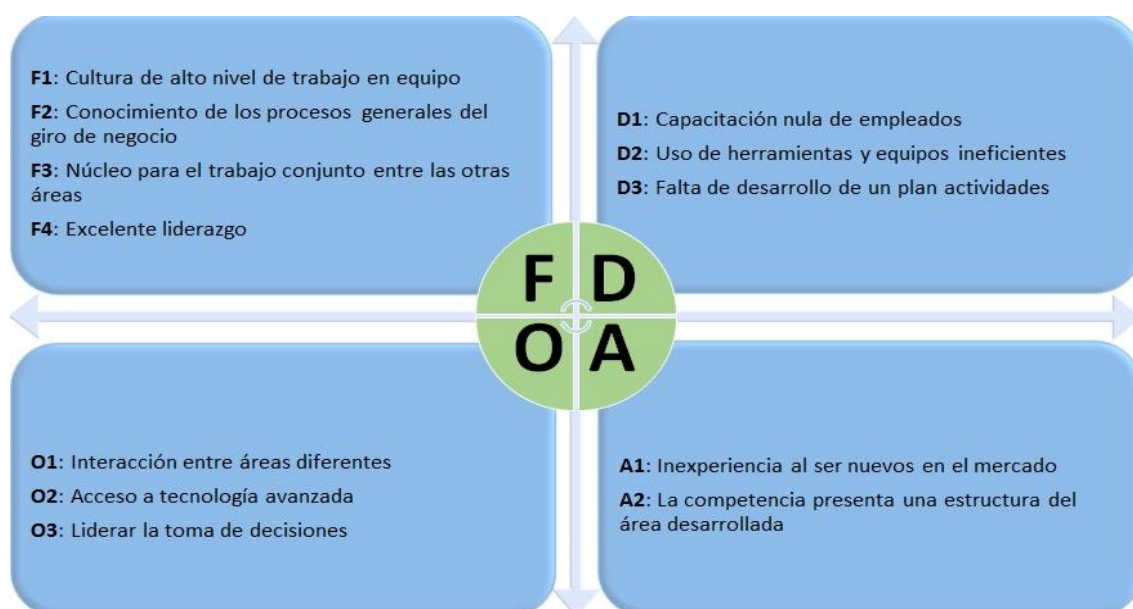 F1: Cultura de alto nivel de trabajo en equipo
F2: Conocimiento de los procesos generales del
giro de negocio
F3: Núcleo para el trabajo conjunto entre las otras
áreas
F4: Excelente liderazgo
D1: Capacitación nula de empleados
D2: Uso de herramientas y equipos ineficientes
D3: Falta de desarrollo de un plan actividades
F D
O A
O1: Interacción entre áreas diferentes
O2: Acceso a tecnología avanzada
O3: Liderar la toma de decisiones
A1: Inexperiencia al ser nuevos en el mercado
A2: La competencia presenta una estructura del
área desarrollada